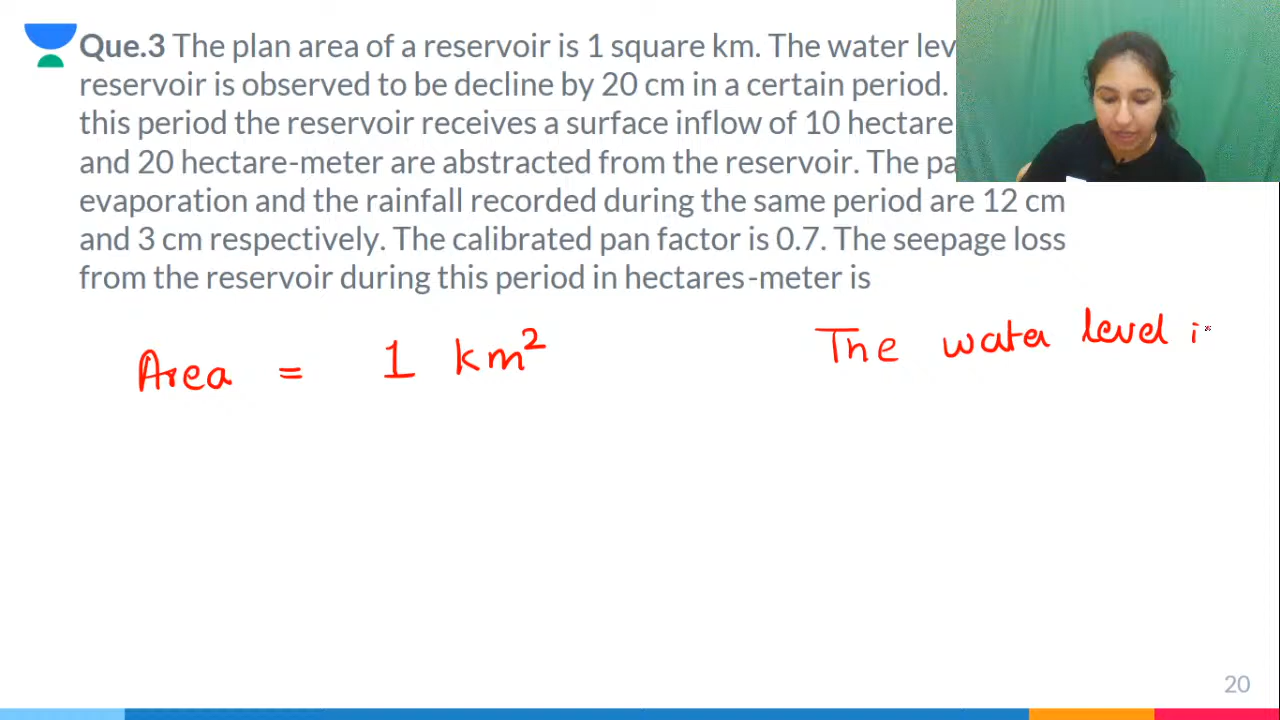 Que.3 The plan area of a reservoir is 1 square km. The water lev
reservoir is observed to be decline by 20 cm in a certain period.
this period the reservoir receives a surface inflow of 10 hectare
and 20 hectare-meter are abstracted from the reservoir. The pa
evaporation and the rainfall recorded during the same period are 12 cm
and 3 cm respectively. The calibrated pan factor is 0.7. The seepage loss
from the reservoir during this period in hectares-meter is
Area = 1 km² The water level i
20